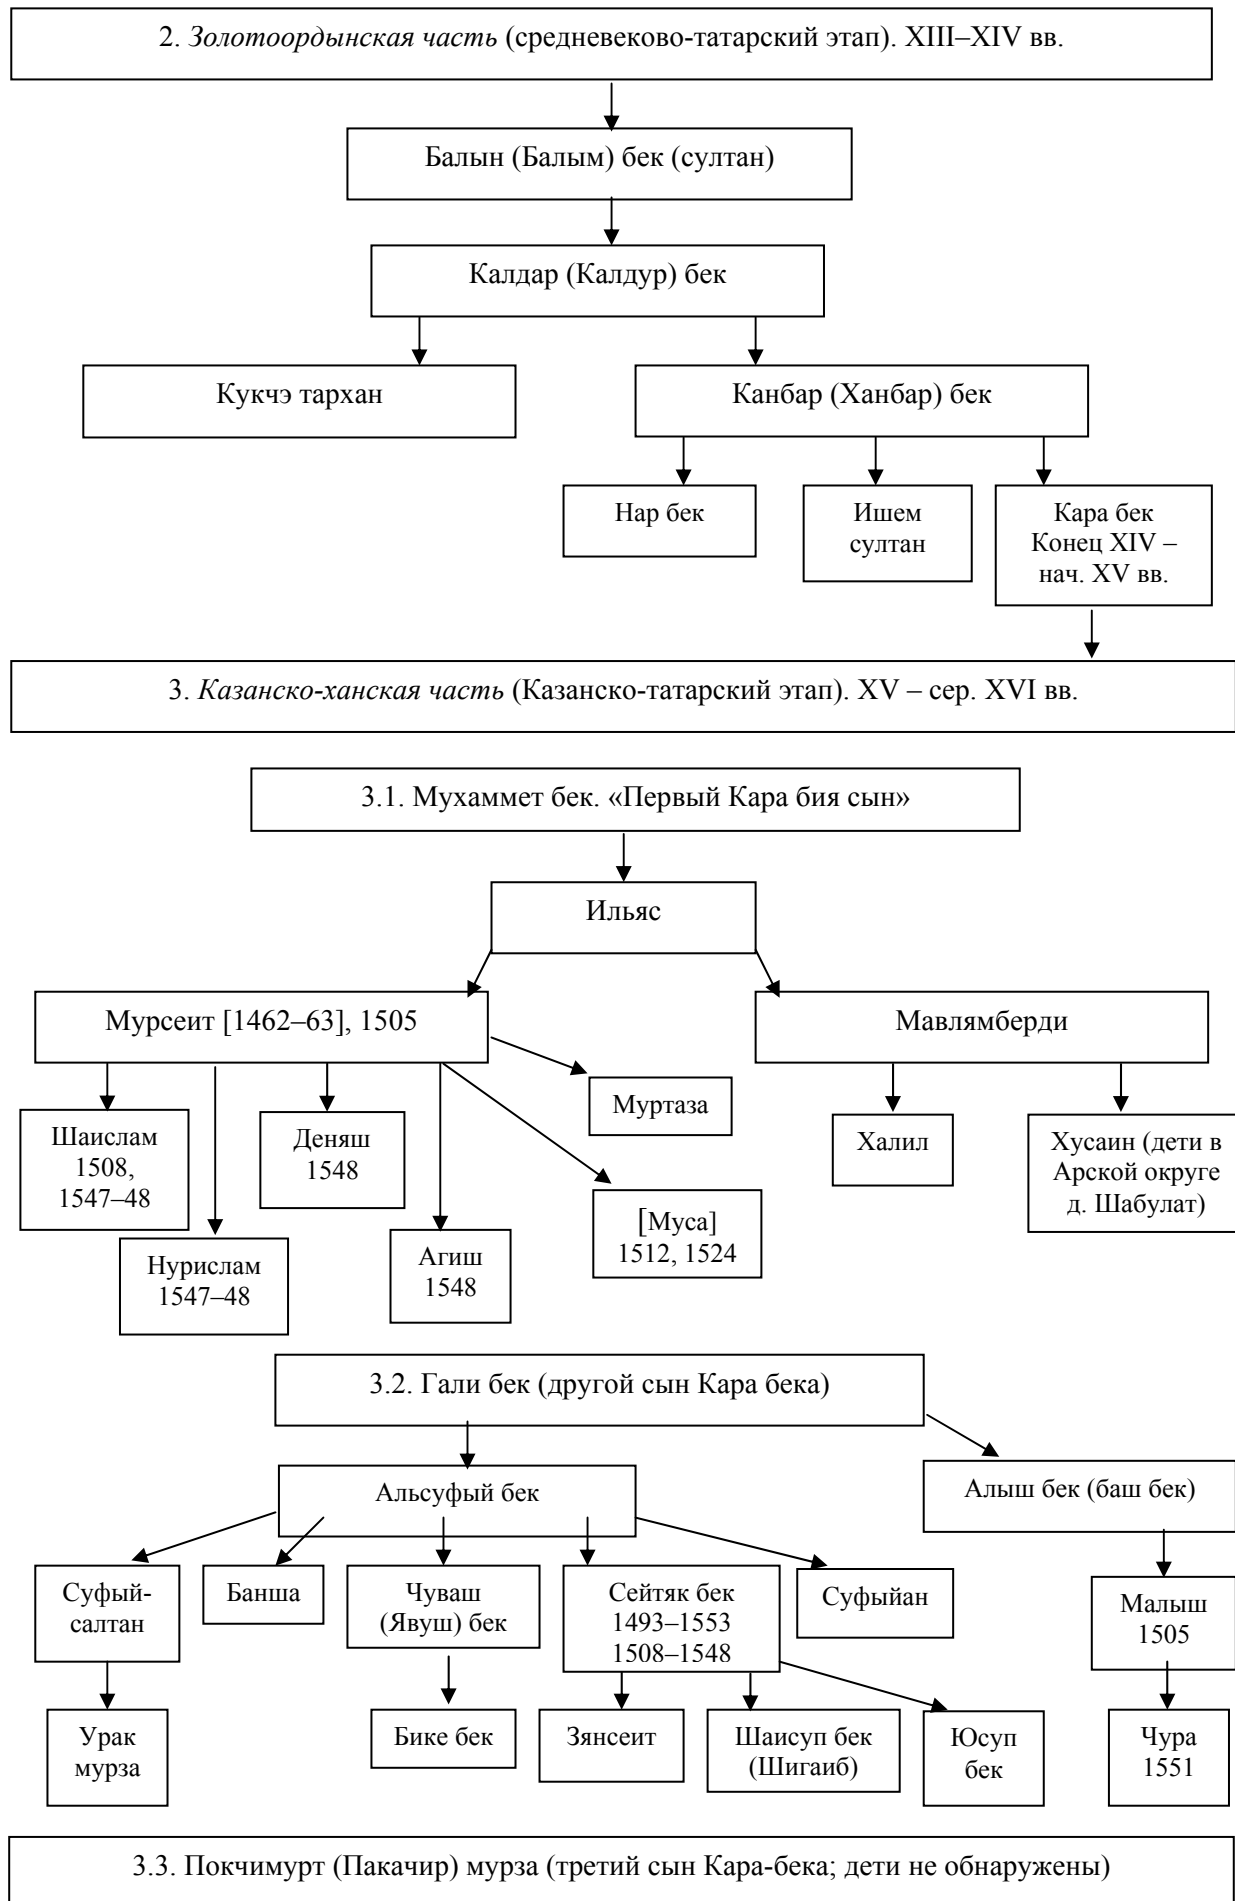 2. Золотоордынская часть (средневеково-татарский этап). XIII–XIV вв.
Балын (Балым) бек (султан)
Калдар (Калдур) бек
Кукчэ тархан
Канбар (Ханбар) бек
Нар бек
Ишем
султан
Кара бек
Конец XIV –
нач. XV вв.
3. Казанско-ханская часть (Казанско-татарский этап). XV – сер. XVI вв.
3.1. Мухаммет бек. «Первый Кара бия сын»
Ильяс
Мурсеит [1462–63], 1505
Мавлямберди
Шаислам
1508,
1547–48
Нурислам
1547–48
Деняш
1548
Агиш
1548
[Муса]
1512, 1524
Муртаза
Халил
Хусаин (дети в
Арской округе
д. Шабулат)
3.2. Гали бек (другой сын Кара бека)
Альсуфый бек
Алыш бек (баш бек)
Суфый-
салтан
Банша
Чуваш
(Явуш) бек
Сейтяк бек
1493–1553
1508–1548
Суфыйан
Малыш
1505
Урак
мурза
Бике бек
Зянсеит
Шаисуп бек
(Шигаиб)
Юсуп
бек
Чура
1551
3.3. Покчимурт (Пакачир) мурза (третий сын Кара-бека; дети не обнаружены)